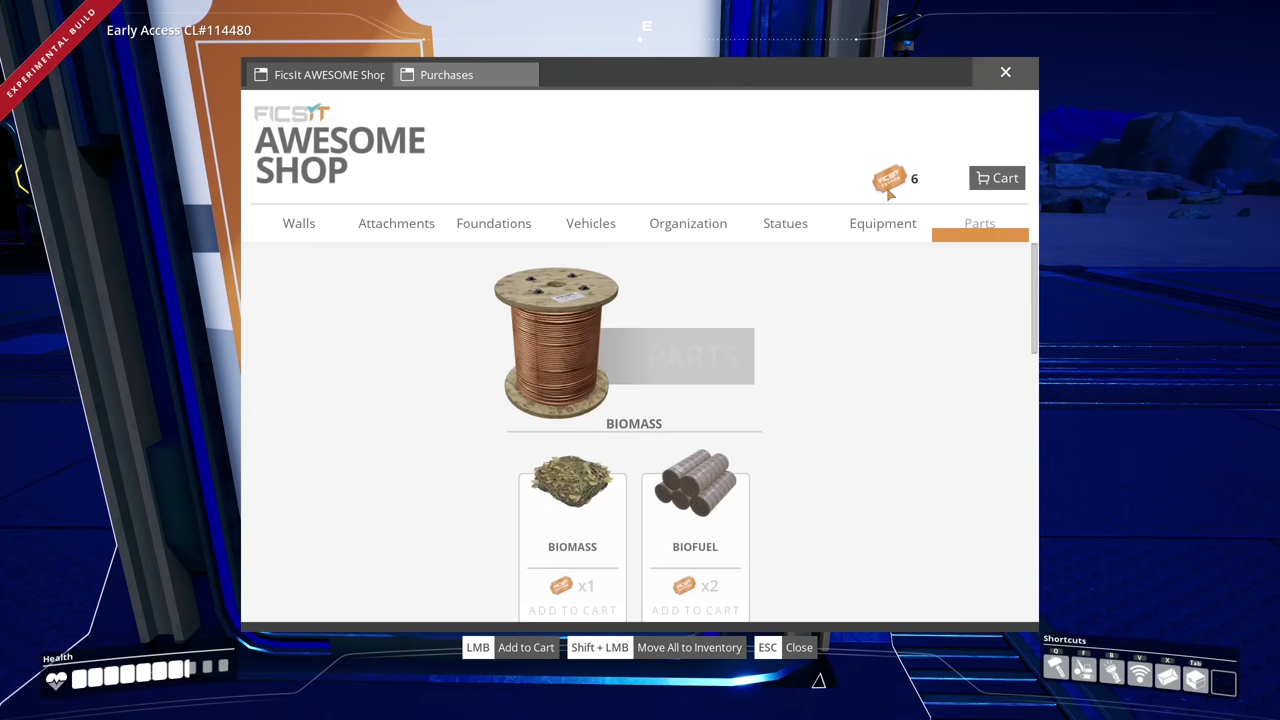 EXPERIMENTAL BUILD
Early Access CL#114480
E
FicsIt AWESOME Shop
Purchases
FICSIT
AWESOME
SHOP
6
Cart
Walls
Attachments
Foundations
Vehicles
Organization
Statues
Equipment
Parts
PARTS
BIOMASS
BIOMASS
BIOFUEL
x1
x2
ADD TO CART
ADD TO CART
LMB Add to Cart
Shift + LMB Move All to Inventory
ESC Close
Health
Shortcuts
Q F B V X Tab